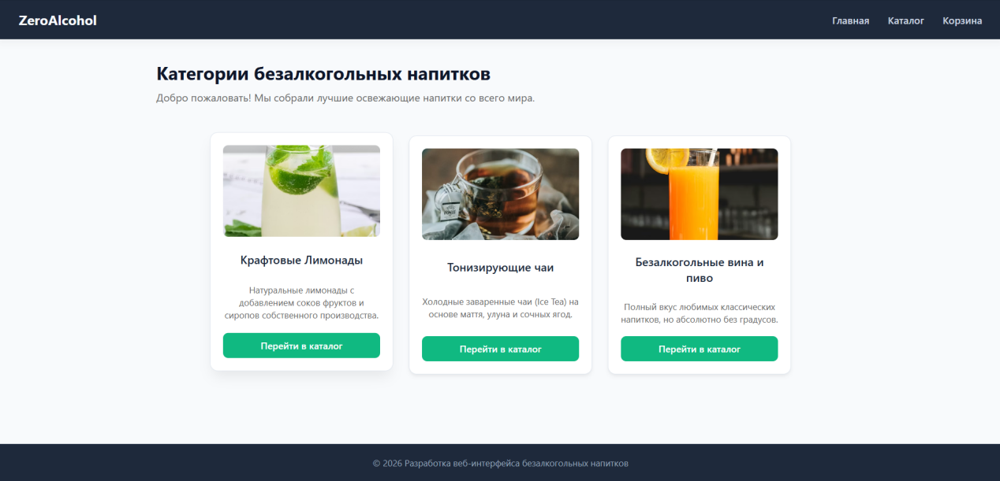 ZeroAlcohol
Главная Каталог Корзина
Категории безалкогольных напитков
Добро пожаловать! Мы собрали лучшие освежающие напитки со всего мира.
Крафтовые Лимонады
Натуральные лимонады с
добавлением соков фруктов и
сиропов собственного производства.
Перейти в каталог
Тонизирующие чаи
Холодные заваренные чаи (Ice Tea) на
основе маття, улуна и сочных ягод.
Перейти в каталог
Безалкогольные вина и
пиво
Полный вкус любимых классических
напитков, но абсолютно без градусов.
Перейти в каталог
© 2026 Разработка веб-интерфейса безалкогольных напитков